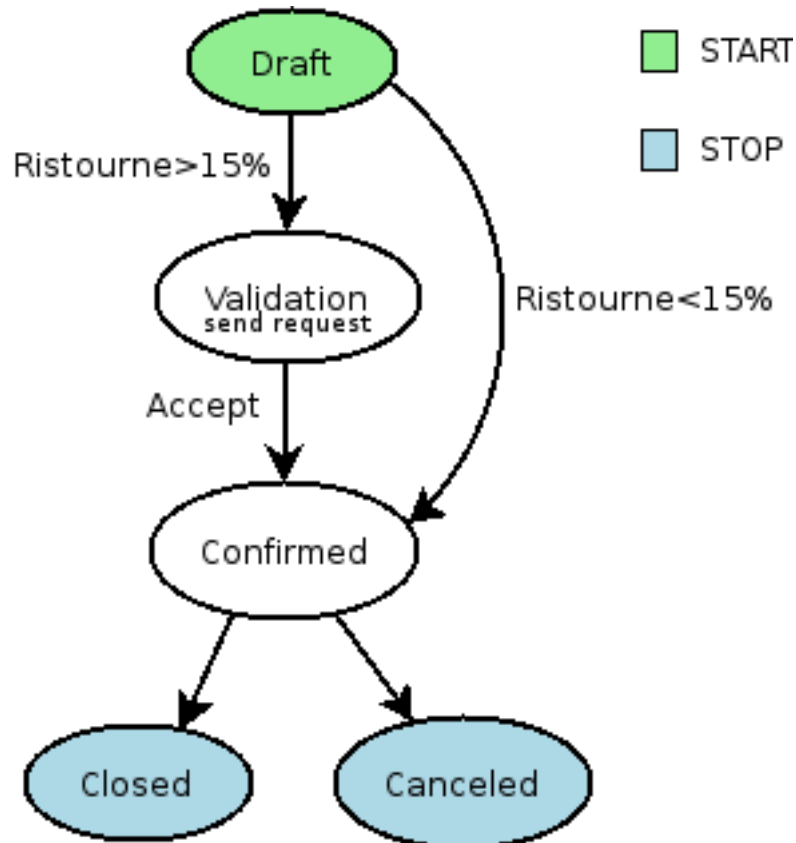 Draft
START
STOP
Ristourne>15%
Validation
send request
Ristourne<15%
Accept
Confirmed
Closed
Canceled